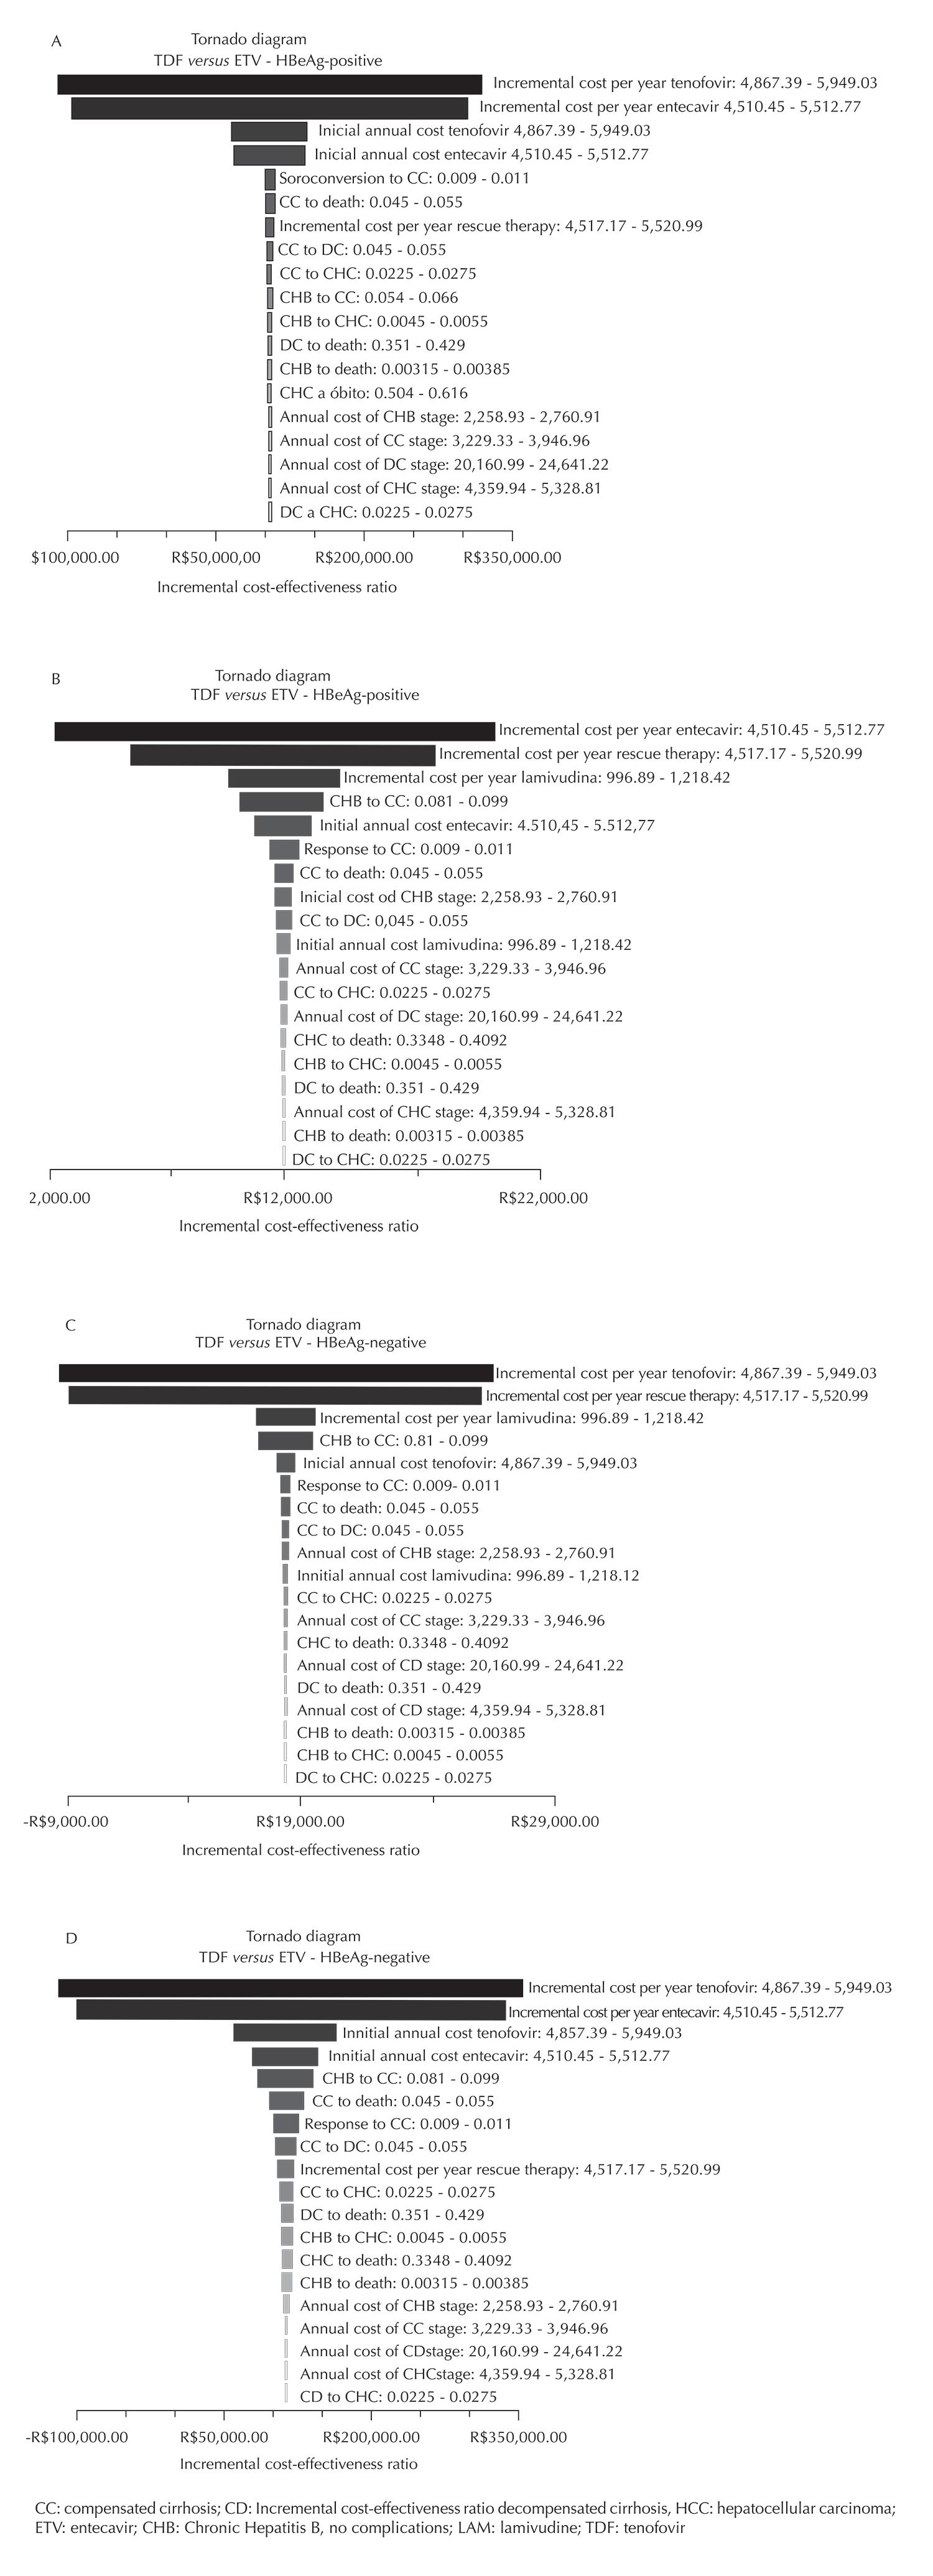 A
Tornado diagram
TDF versus ETV - HBeAg-positive
Incremental cost per year tenofovir: 4,867.39 - 5,949.03
Incremental cost per year entecavir 4,510.45 - 5,512.77
Inicial annual cost tenofovir 4,867.39 - 5,949.03
Inicial annual cost entecavir 4,510.45 - 5,512.77
Soroconversion to CC: 0.009 - 0.011
CC to death: 0.045 - 0.055
Incremental cost per year rescue therapy: 4,517.17 - 5,520.99
CC to DC: 0.045 - 0.055
CC to CHC: 0.0225 - 0.0275
CHB to CC: 0.054 - 0.066
CHB to CHC: 0.0045 - 0.0055
DC to death: 0.351 - 0.429
CHB to death: 0.00315 - 0.00385
CHC a óbito: 0.504 - 0.616
Annual cost of CHB stage: 2,258.93 - 2,760.91
Annual cost of CC stage: 3,229.33 - 3,946.96
Annual cost of DC stage: 20,160.99 - 24,641.22
Annual cost of CHC stage: 4,359.94 - 5,328.81
DC a CHC: 0.0225 - 0.0275
$100,000.00 R$50,000,00 R$200,000.00 R$350,000.00
Incremental cost-effectiveness ratio
B
Tornado diagram
TDF versus ETV - HBeAg-positive
Incremental cost per year entecavir: 4,510.45 - 5,512.77
Incremental cost per year rescue therapy: 4,517.17 - 5,520.99
Incremental cost per year lamivudina: 996.89 - 1,218.42
CHB to CC: 0.081 - 0.099
Initial annual cost entecavir: 4.510,45 - 5.512,77
Response to CC: 0.009 - 0.011
CC to death: 0.045 - 0.055
Inicial cost od CHB stage: 2,258.93 - 2,760.91
CC to DC: 0,045 - 0.055
Initial annual cost lamivudina: 996.89 - 1,218.42
Annual cost of CC stage: 3,229.33 - 3,946.96
CC to CHC: 0.0225 - 0.0275
Annual cost of DC stage: 20,160.99 - 24,641.22
CHC to death: 0.3348 - 0.4092
CHB to CHC: 0.0045 - 0.0055
DC to death: 0.351 - 0.429
Annual cost of CHC stage: 4,359.94 - 5,328.81
CHB to death: 0.00315 - 0.00385
DC to CHC: 0.0225 - 0.0275
2,000.00 R$12,000.00 R$22,000.00
Incremental cost-effectiveness ratio
C
Tornado diagram
TDF versus ETV - HBeAg-negative
Incremental cost per year tenofovir: 4,867.39 - 5,949.03
Incremental cost per year rescue therapy: 4,517.17 - 5,520.99
Incremental cost per year lamivudina: 996.89 - 1,218.42
CHB to CC: 0.81 - 0.099
Inicial annual cost tenofovir: 4,867.39 - 5,949.03
Response to CC: 0.009- 0.011
CC to death: 0.045 - 0.055
CC to DC: 0.045 - 0.055
Annual cost of CHB stage: 2,258.93 - 2,760.91
Innitial annual cost lamivudina: 996.89 - 1,218.12
CC to CHC: 0.0225 - 0.0275
Annual cost of CC stage: 3,229.33 - 3,946.96
CHC to death: 0.3348 - 0.4092
Annual cost of CD stage: 20,160.99 - 24,641.22
DC to death: 0.351 - 0.429
Annual cost of CD stage: 4,359.94 - 5,328.81
CHB to death: 0.00315 - 0.00385
CHB to CHC: 0.0045 - 0.0055
DC to CHC: 0.0225 - 0.0275
-R$9,000.00 R$19,000.00 R$29,000.00
Incremental cost-effectiveness ratio
D
Tornado diagram
TDF versus ETV - HBeAg-negative
Incremental cost per year tenofovir: 4,867.39 - 5,949.03
Incremental cost per year entecavir: 4,510.45 - 5,512.77
Innitial annual cost tenofovir: 4,857.39 - 5,949.03
Innitial annual cost entecavir: 4,510.45 - 5,512.77
CHB to CC: 0.081 - 0.099
CC to death: 0.045 - 0.055
Response to CC: 0.009 - 0.011
CC to DC: 0.045 - 0.055
Incremental cost per year rescue therapy: 4,517.17 - 5,520.99
CC to CHC: 0.0225 - 0.0275
DC to death: 0.351 - 0.429
CHB to CHC: 0.0045 - 0.0055
CHC to death: 0.3348 - 0.4092
CHB to death: 0.00315 - 0.00385
Annual cost of CHB stage: 2,258.93 - 2,760.91
Annual cost of CC stage: 3,229.33 - 3,946.96
Annual cost of CDstage: 20,160.99 - 24,641.22
Annual cost of CHCstage: 4,359.94 - 5,328.81
CD to CHC: 0.0225 - 0.0275
-R$100,000.00 R$50,000.00 R$200,000.00 R$350,000.00
Incremental cost-effectiveness ratio
CC: compensated cirrhosis; CD: Incremental cost-effectiveness ratio decompensated cirrhosis, HCC: hepatocellular carcinoma;
ETV: entecavir; CHB: Chronic Hepatitis B, no complications; LAM: lamivudine; TDF: tenofovir